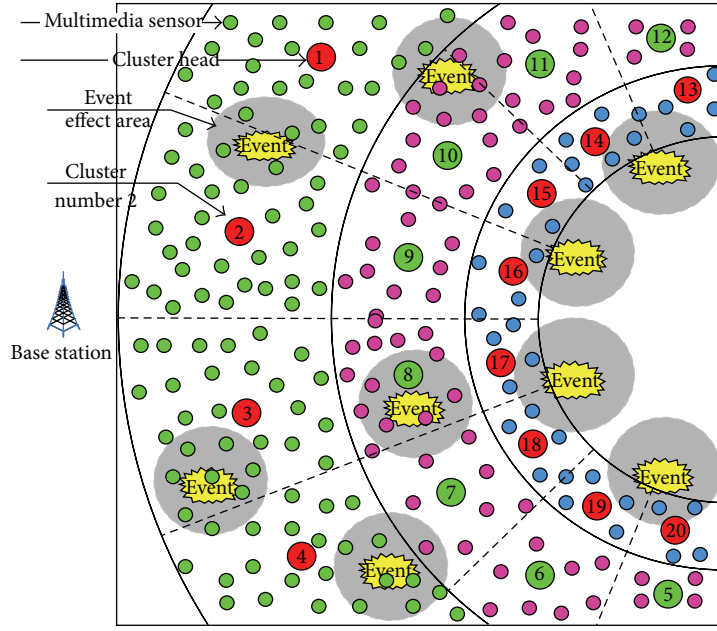 Multimedia sensor
Cluster head
Event
effect area
Cluster
number 2
Base station
1
12
11
Event
13
14
Event
10
Event
15
2
9
16
Event
17
Event
8
Event
3
18
Event
7
Event
19
20
4
Event
6
5